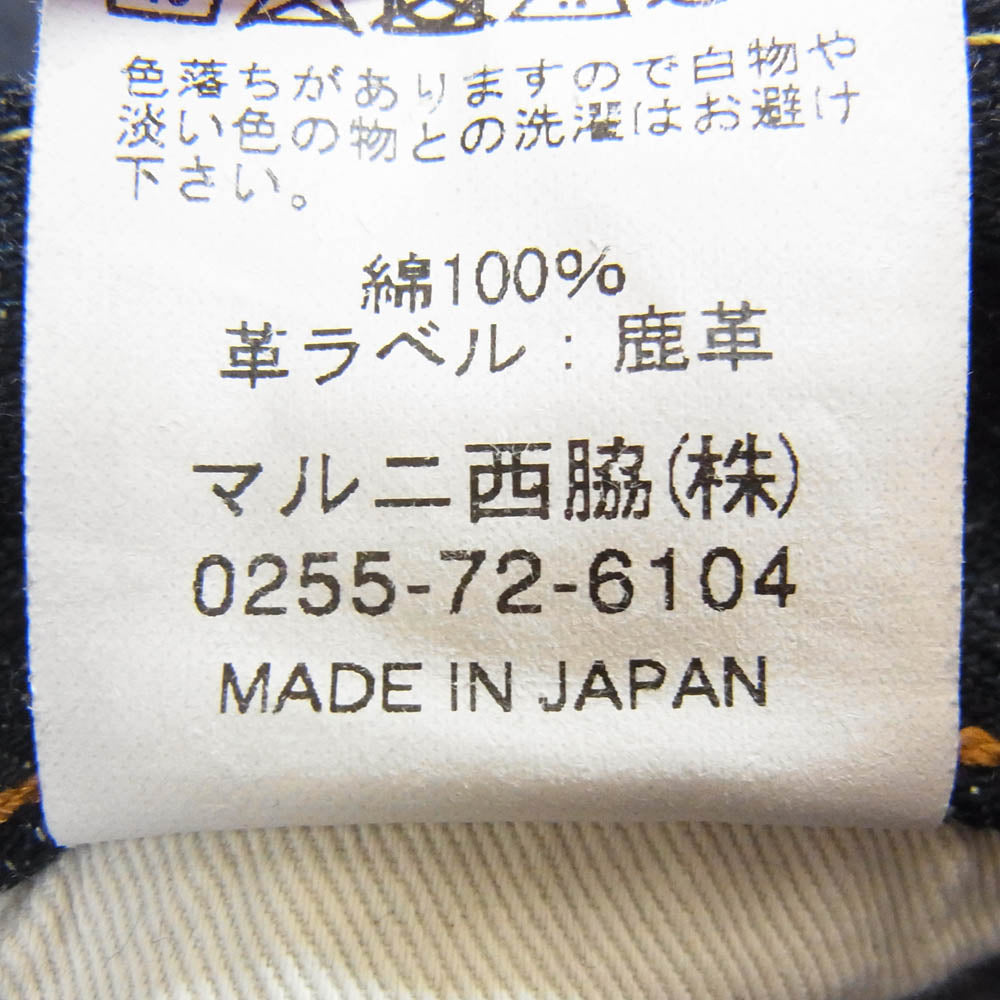 色落ちがありますので白物や
淡い色の物との洗濯はお避け
下さい。
綿100%
革ラベル：鹿革
マルニ西脇(株)
0255-72-6104
MADE IN JAPAN